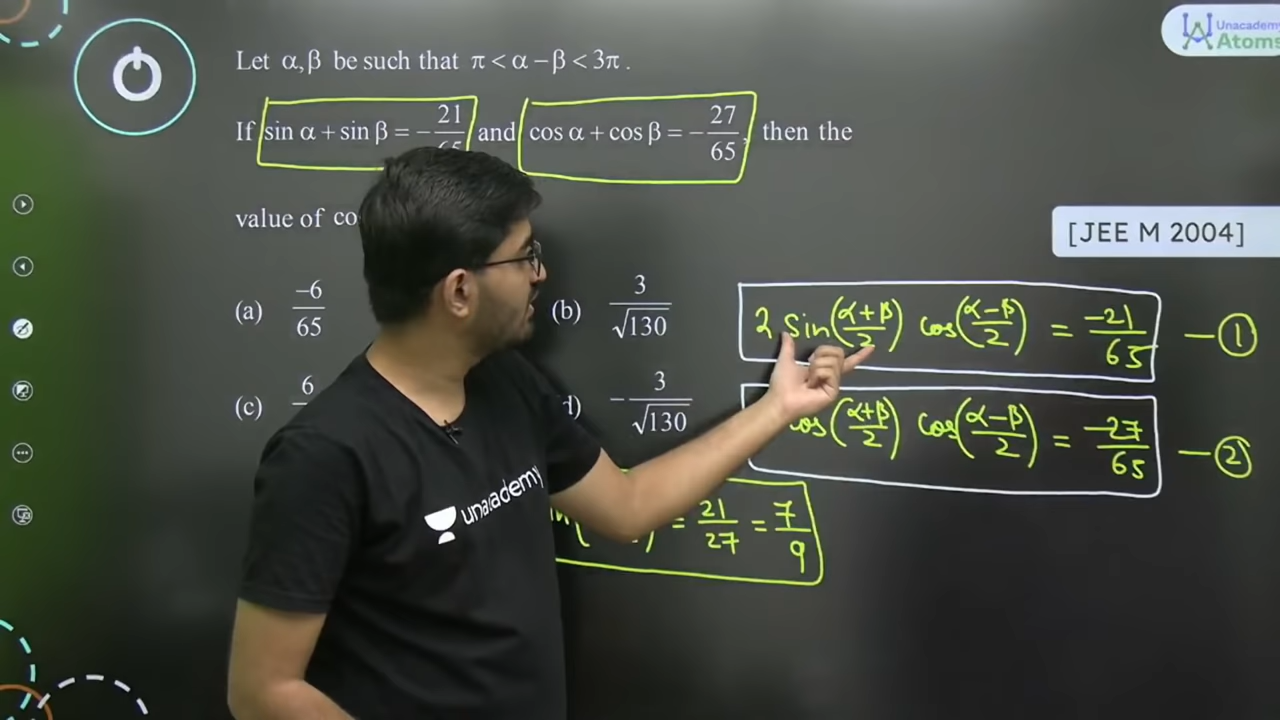 Unacademy
Atoms
Let α,β be such that π < α − β < 3π .
If sin α + sin β = − 21/65 and cos α + cos β = − 27/65, then the
value of co
[JEE M 2004]
(a) −6/65
(b) 3/√130
(c) 6
d) − 3/√130
2 sin((α+β)/2) cos((α−β)/2) = −21/65 — ①
cos((α+β)/2) cos((α−β)/2) = −27/65 — ②
= 21/27 = 7/9
unacademy